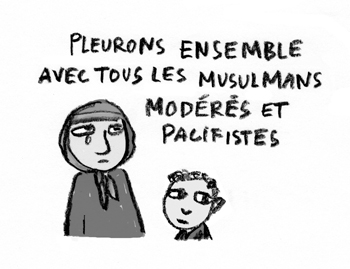 PLEURONS ENSEMBLE
AVEC TOUS LES MUSULMANS
MODÉRÉS ET
PACIFISTES